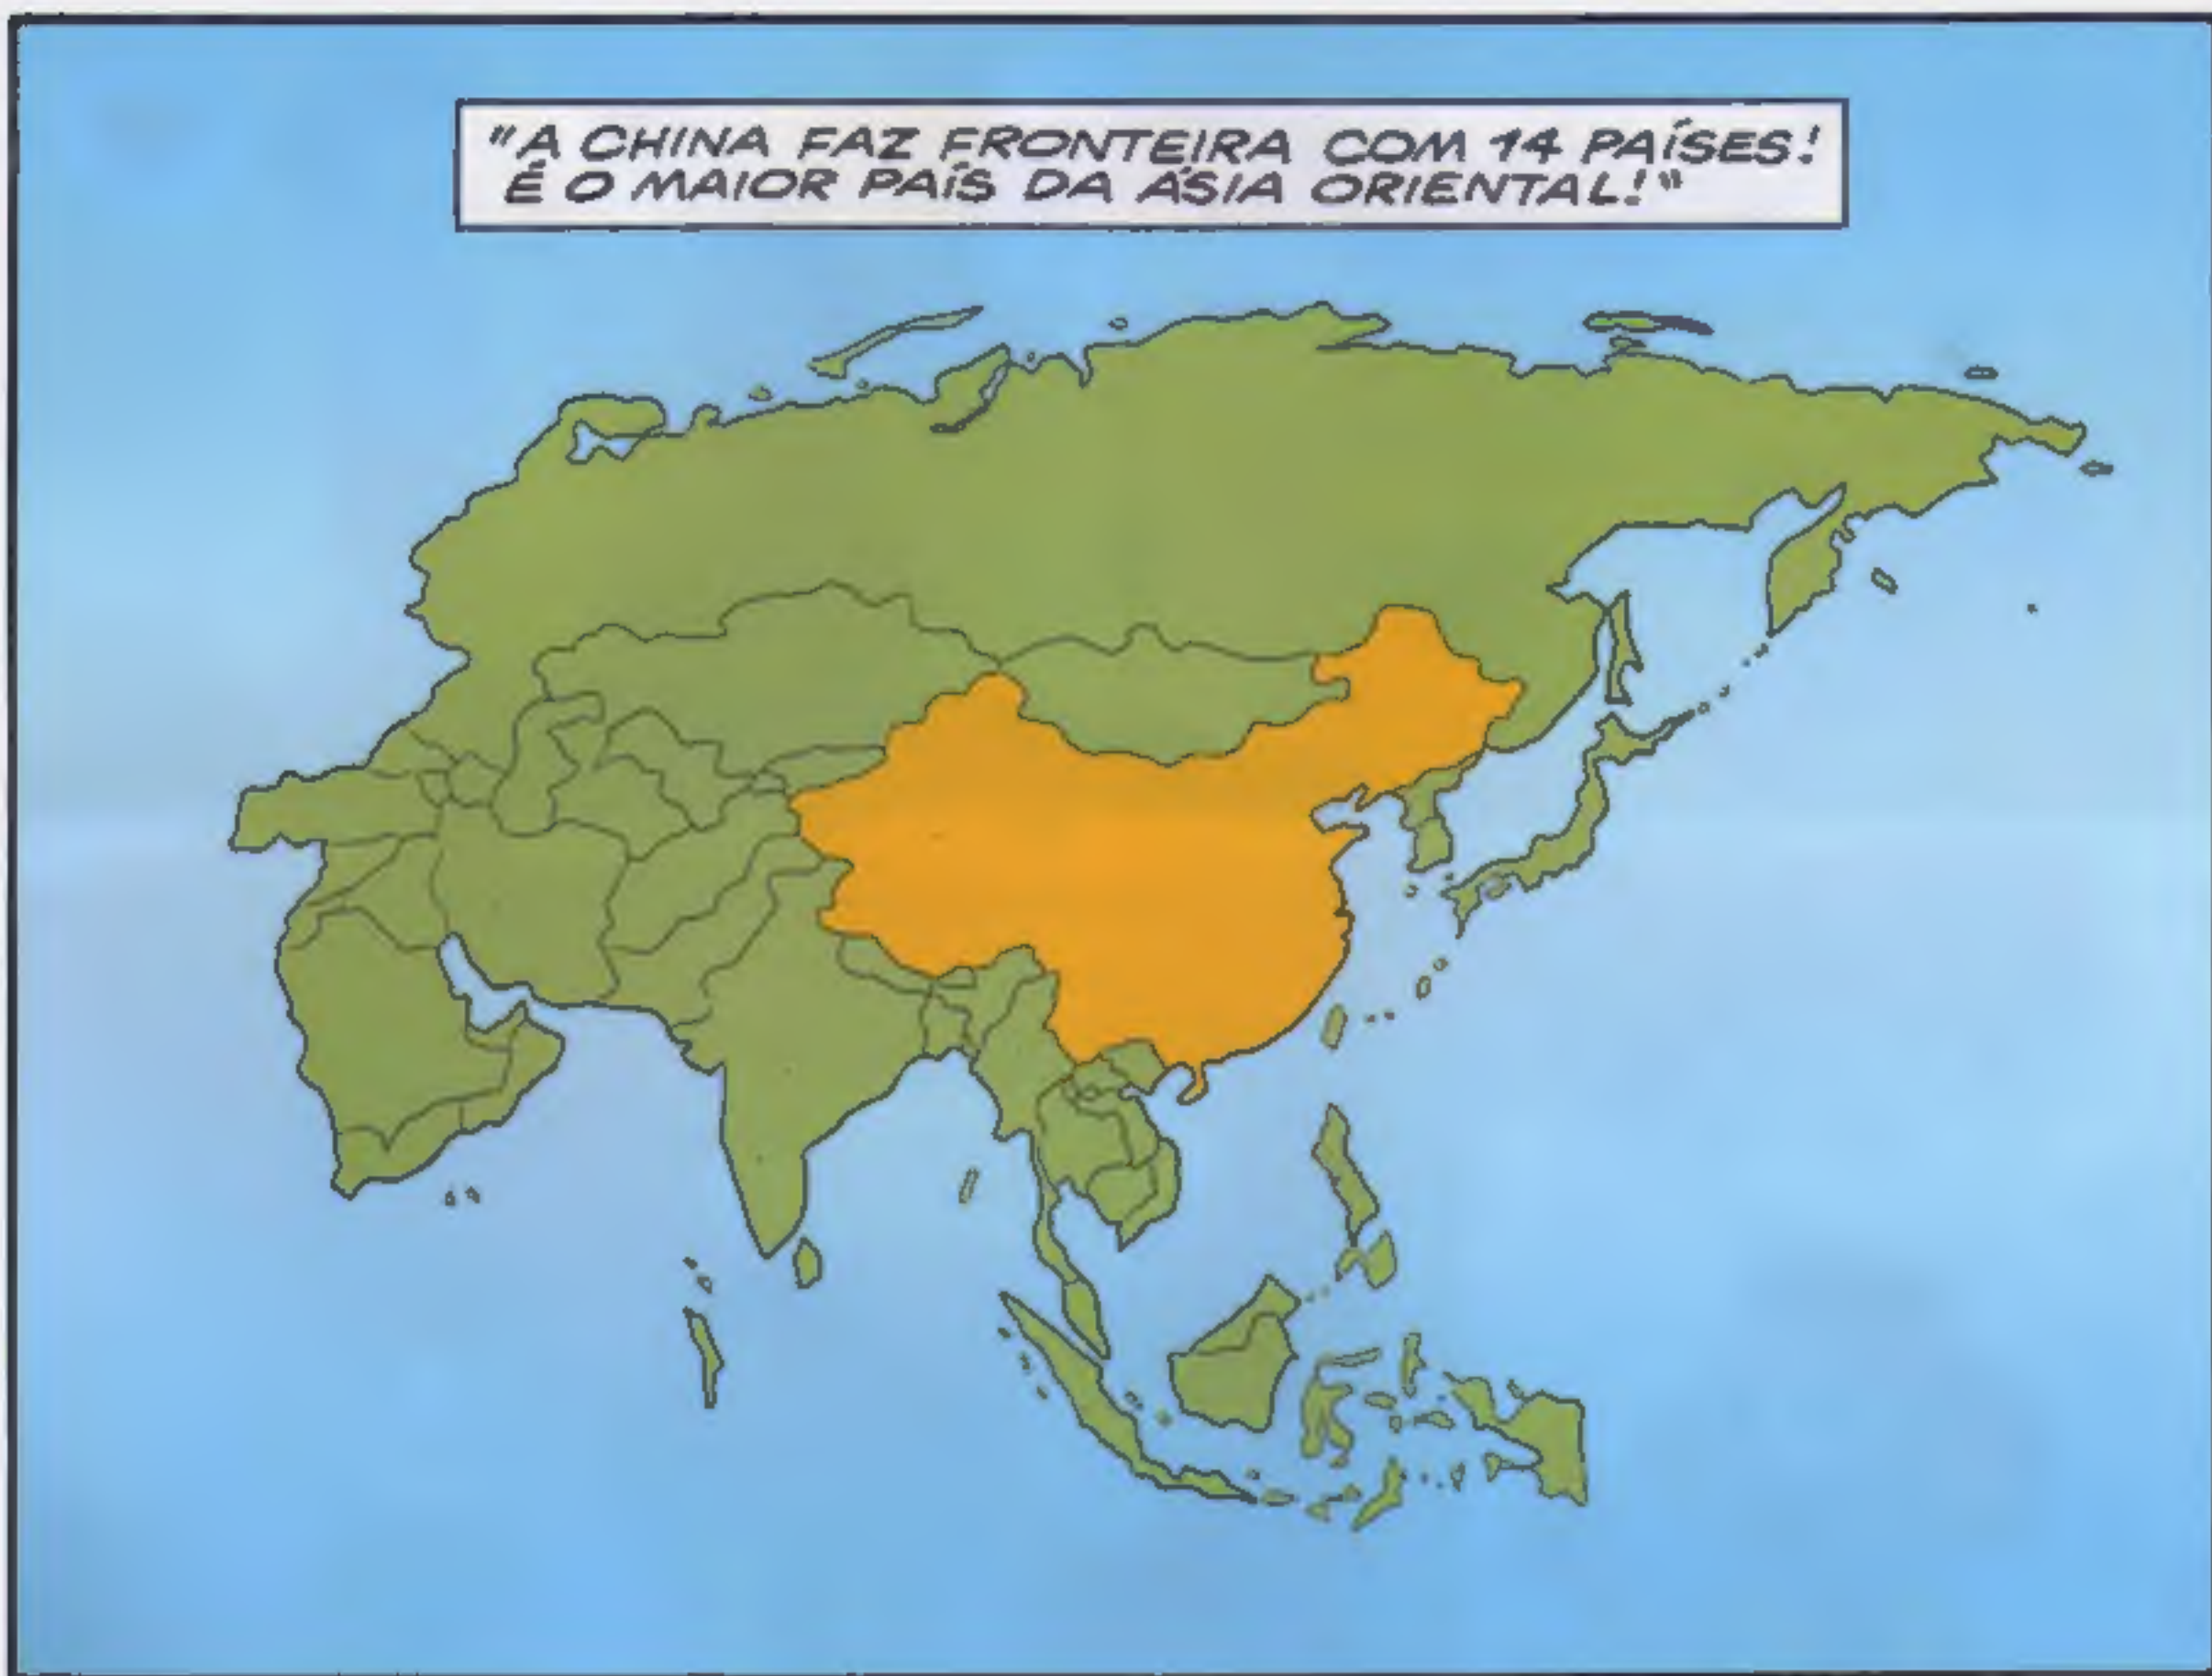 "A CHINA FAZ FRONTEIRA COM 14 PAÍSES!
É O MAIOR PAÍS DA ÁSIA ORIENTAL!"